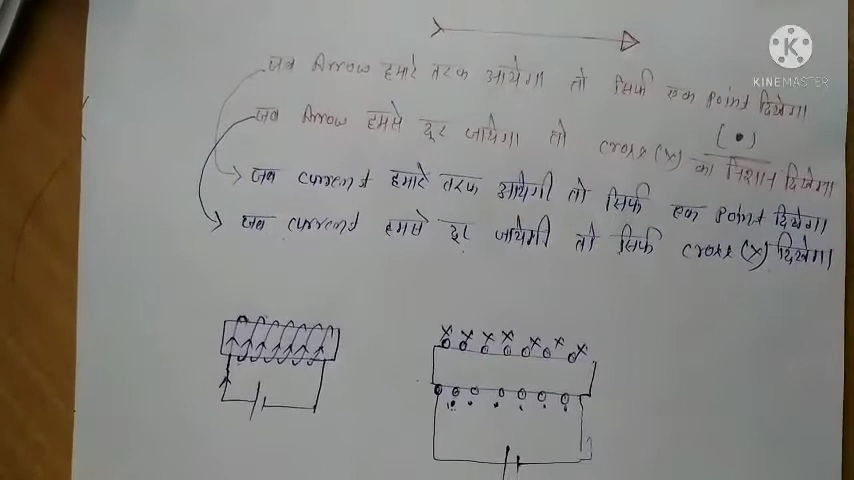 जब Arrow हमारे तरफ आयेगा तो सिर्फ एक point दिखेगा
(•)
जब Arrow हमसे दूर जायेगा तो cross (x) का निशान दिखेगा
जब current हमारे तरफ आयेगी तो सिर्फ एक point दिखेगा
जब current हमसे दूर जायेगी तो सिर्फ cross (x) दिखेगा
KINEMASTER